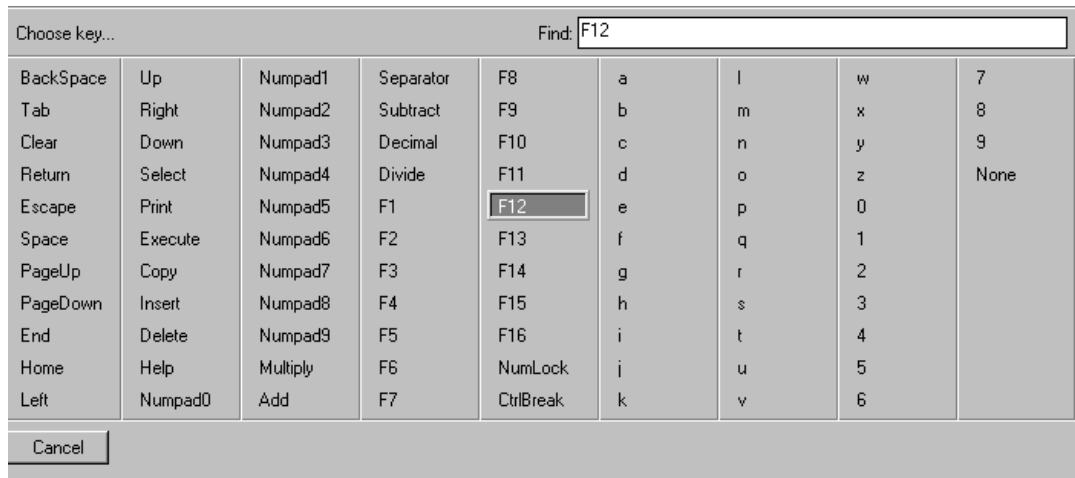 Choose key... Find: F12
BackSpace Up Numpad1 Separator F8 a l w 7
Tab Right Numpad2 Subtract F9 b m x 8
Clear Down Numpad3 Decimal F10 c n y 9
Return Select Numpad4 Divide F11 d o z None
Escape Print Numpad5 F1 F12 e p 0
Space Execute Numpad6 F2 F13 f q 1
PageUp Copy Numpad7 F3 F14 g r 2
PageDown Insert Numpad8 F4 F15 h s 3
End Delete Numpad9 F5 F16 i t 4
Home Help Multiply F6 NumLock j u 5
Left Numpad0 Add F7 CtrlBreak k v 6
Cancel